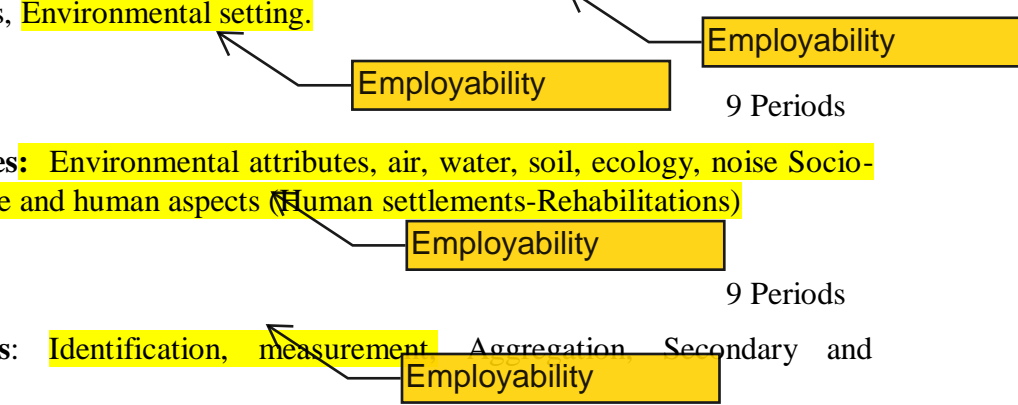 s, Environmental setting.
Employability
Employability
9 Periods
es: Environmental attributes, air, water, soil, ecology, noise Socio-
e and human aspects (Human settlements-Rehabilitations)
Employability
9 Periods
s: Identification, measurement, Aggregation, Secondary and
Employability